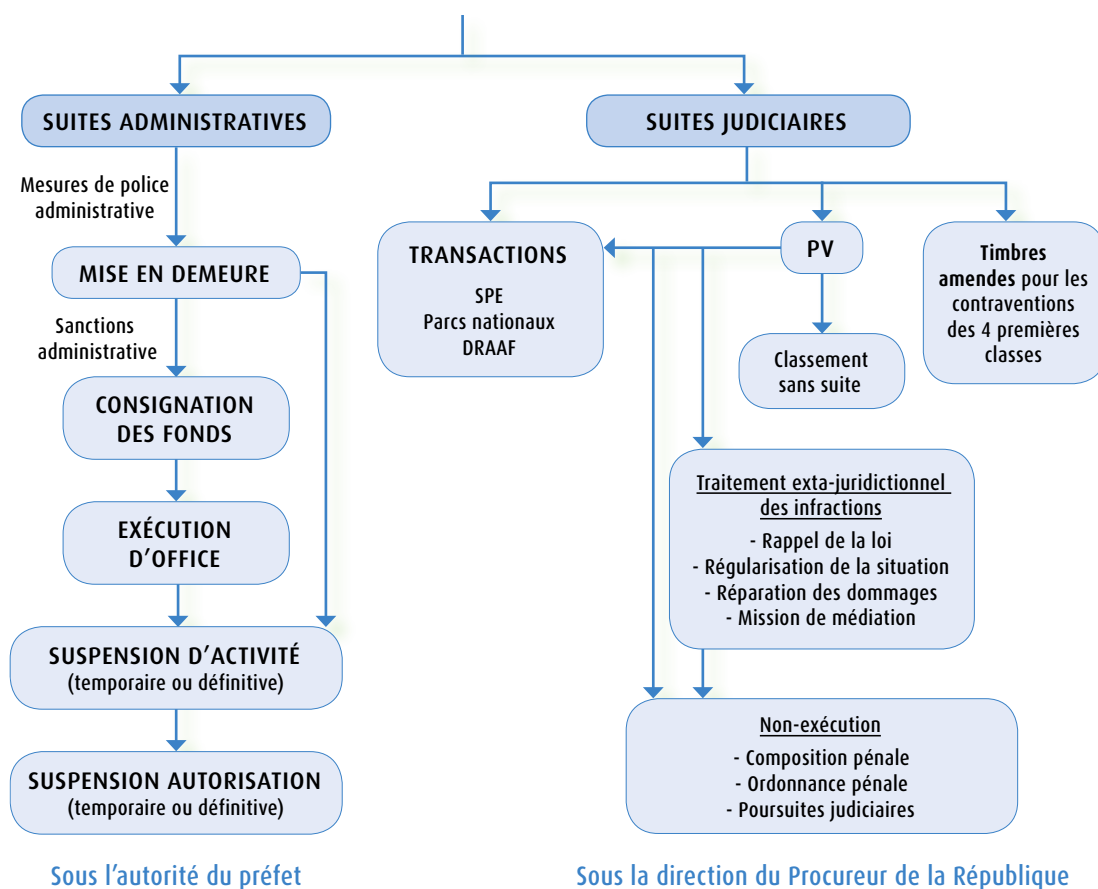 SUITES ADMINISTRATIVES
Mesures de police
administrative
MISE EN DEMEURE
Sanctions
administrative
CONSIGNATION
DES FONDS
EXÉCUTION
D'OFFICE
SUSPENSION D'ACTIVITÉ
(temporaire ou définitive)
SUSPENSION AUTORISATION
(temporaire ou définitive)
Sous l'autorité du préfet
SUITES JUDICIAIRES
TRANSACTIONS
SPE
Parcs nationaux
DRAAF
PV
Classement
sans suite
Timbres
amendes pour les
contraventions
des 4 premières
classes
Traitement exta-juridictionnel
des infractions
- Rappel de la loi
- Régularisation de la situation
- Réparation des dommages
- Mission de médiation
Non-exécution
- Composition pénale
- Ordonnance pénale
- Poursuites judiciaires
Sous la direction du Procureur de la République